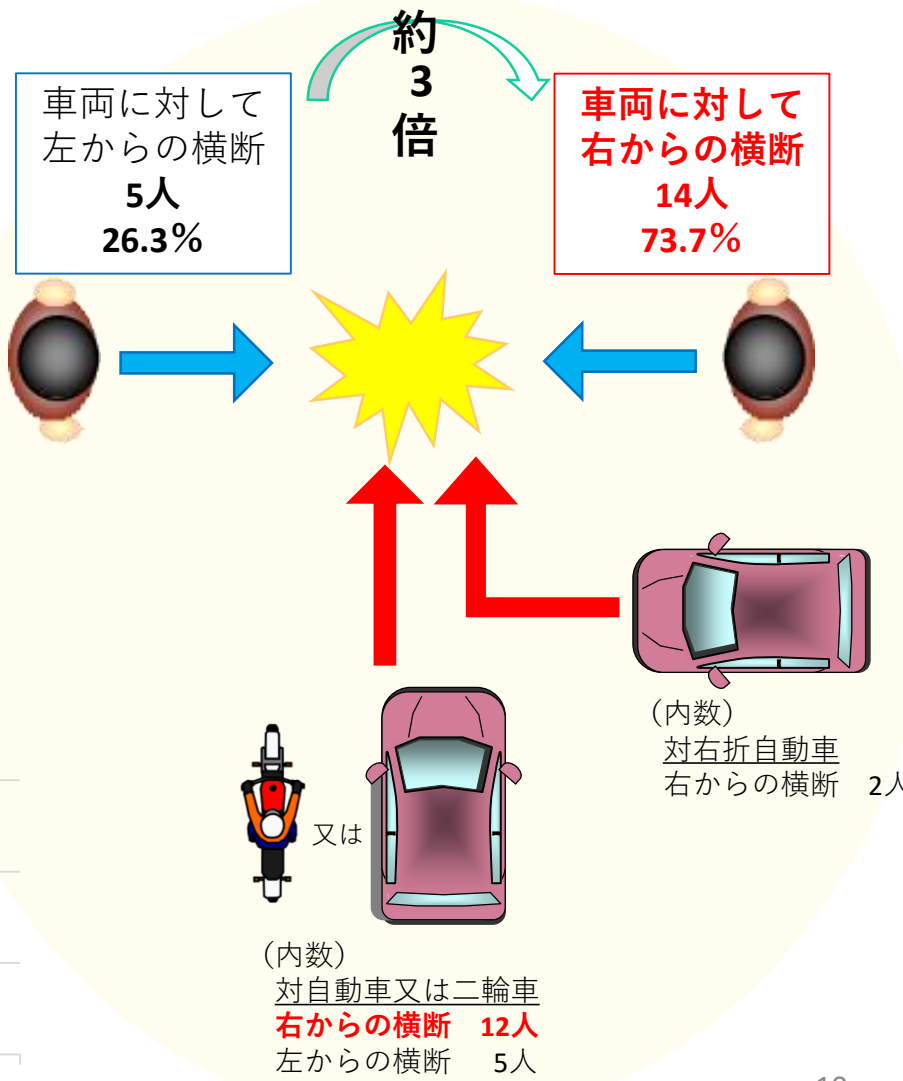 約
3
倍
車両に対して
左からの横断
5人
26.3％
車両に対して
右からの横断
14人
73.7％
（内数）
対右折自動車
右からの横断　2人
又は
（内数）
対自動車又は二輪車
右からの横断　12人
左からの横断　5人